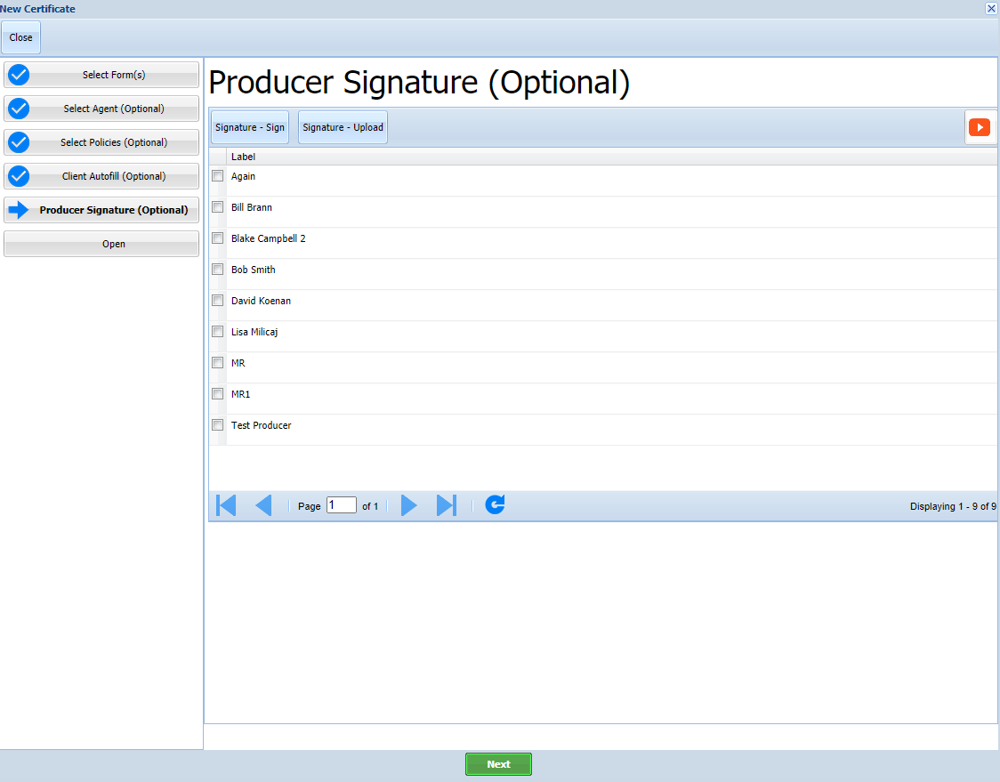 New Certificate
Close
Select Form(s)
Select Agent (Optional)
Select Policies (Optional)
Client Autofill (Optional)
Producer Signature (Optional)
Open
Producer Signature (Optional)
Signature - Sign
Signature - Upload
Label
Again
Bill Brann
Blake Campbell 2
Bob Smith
David Koenan
Lisa Milicaj
MR
MR1
Test Producer
Page 1 of 1
Displaying 1 - 9 of 9
Next